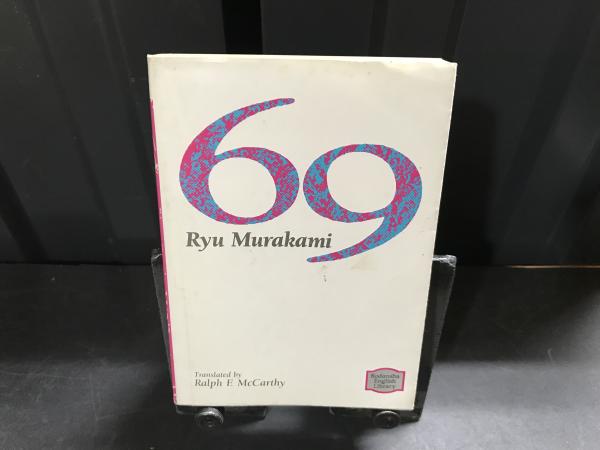 69
Ryu Murakami
Translated by
Ralph F. McCarthy
Kodansha
English
Library